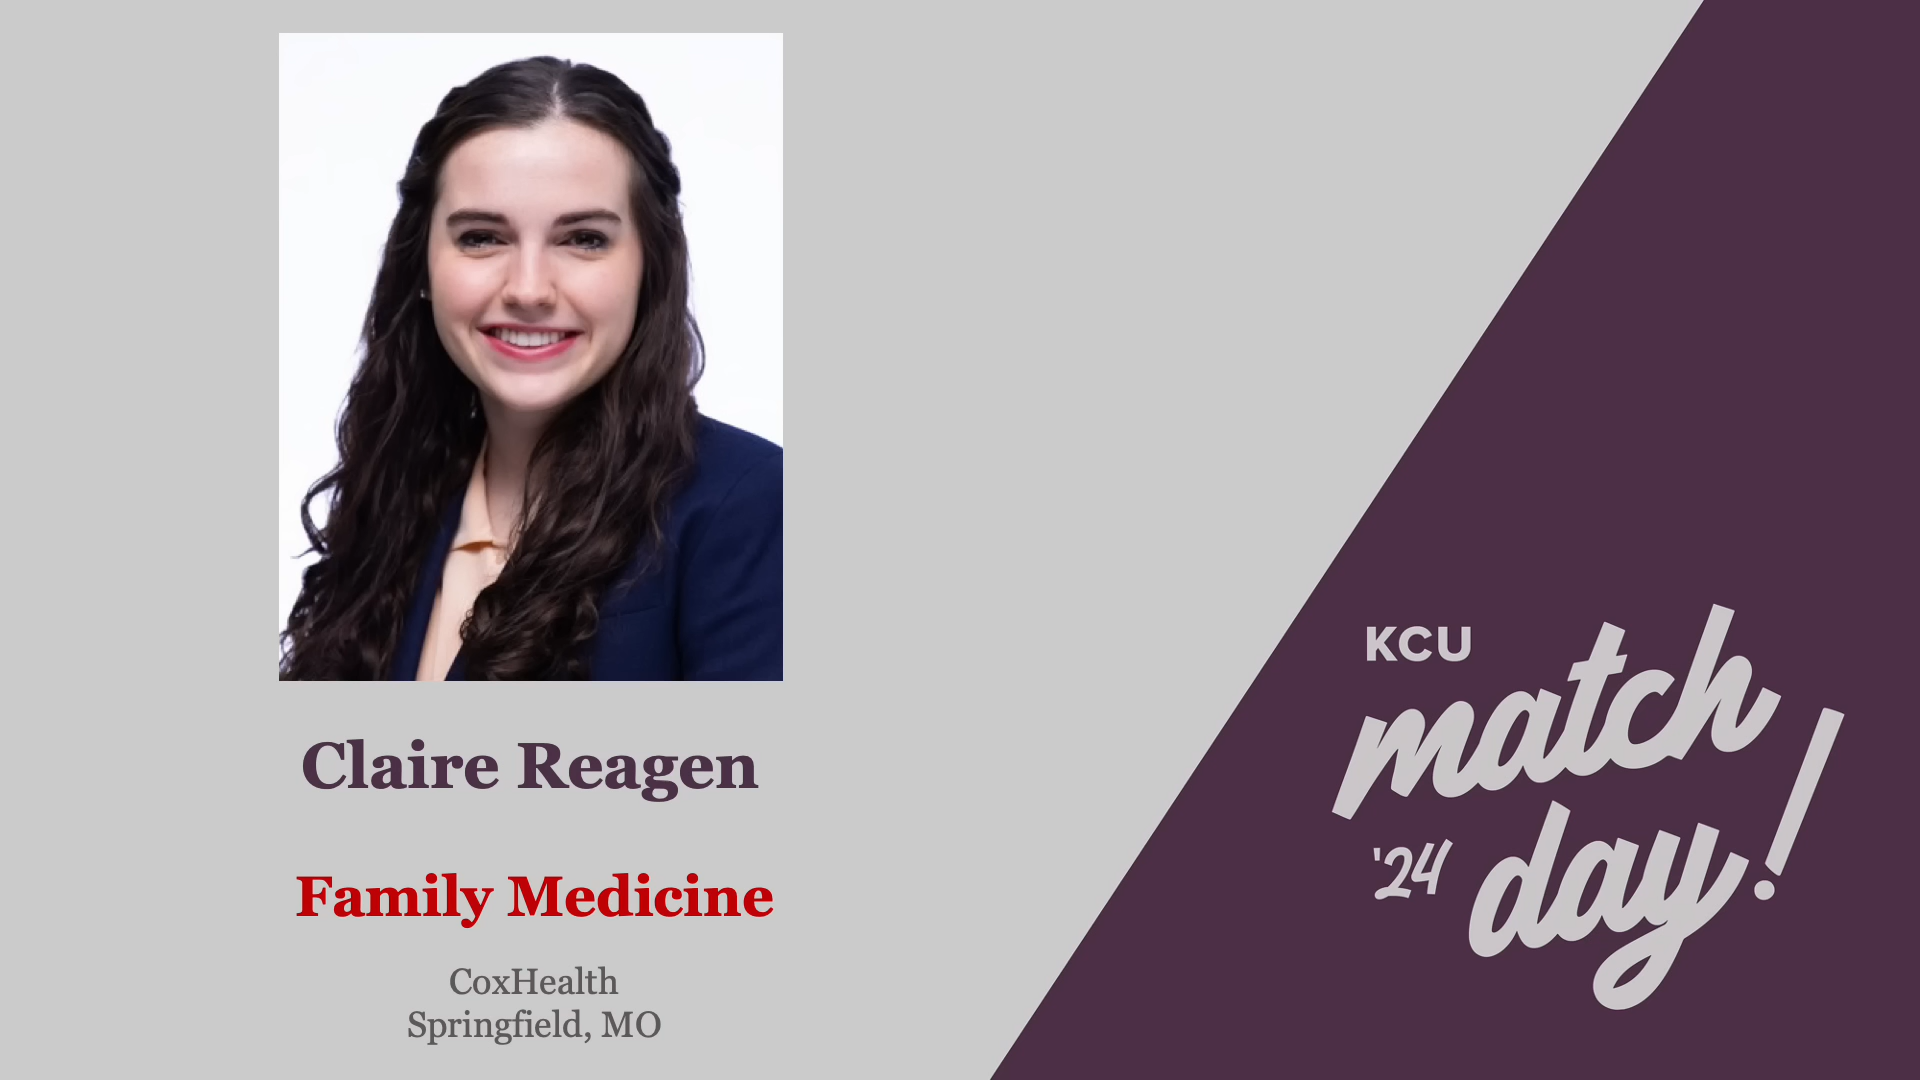 Claire Reagen
Family Medicine
CoxHealth
Springfield, MO
KCU
match
'24 day!